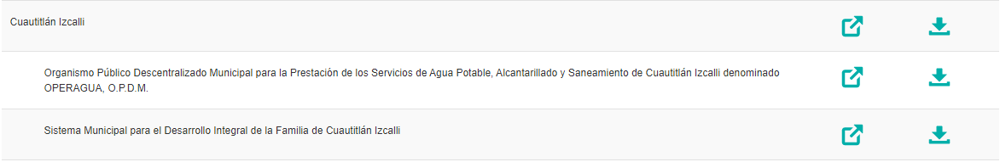 Cuautitlán Izcalli
Organismo Público Descentralizado Municipal para la Prestación de los Servicios de Agua Potable, Alcantarillado y Saneamiento de Cuautitlán Izcalli denominado
OPERAGUA, O.P.D.M.
Sistema Municipal para el Desarrollo Integral de la Familia de Cuautitlán Izcalli